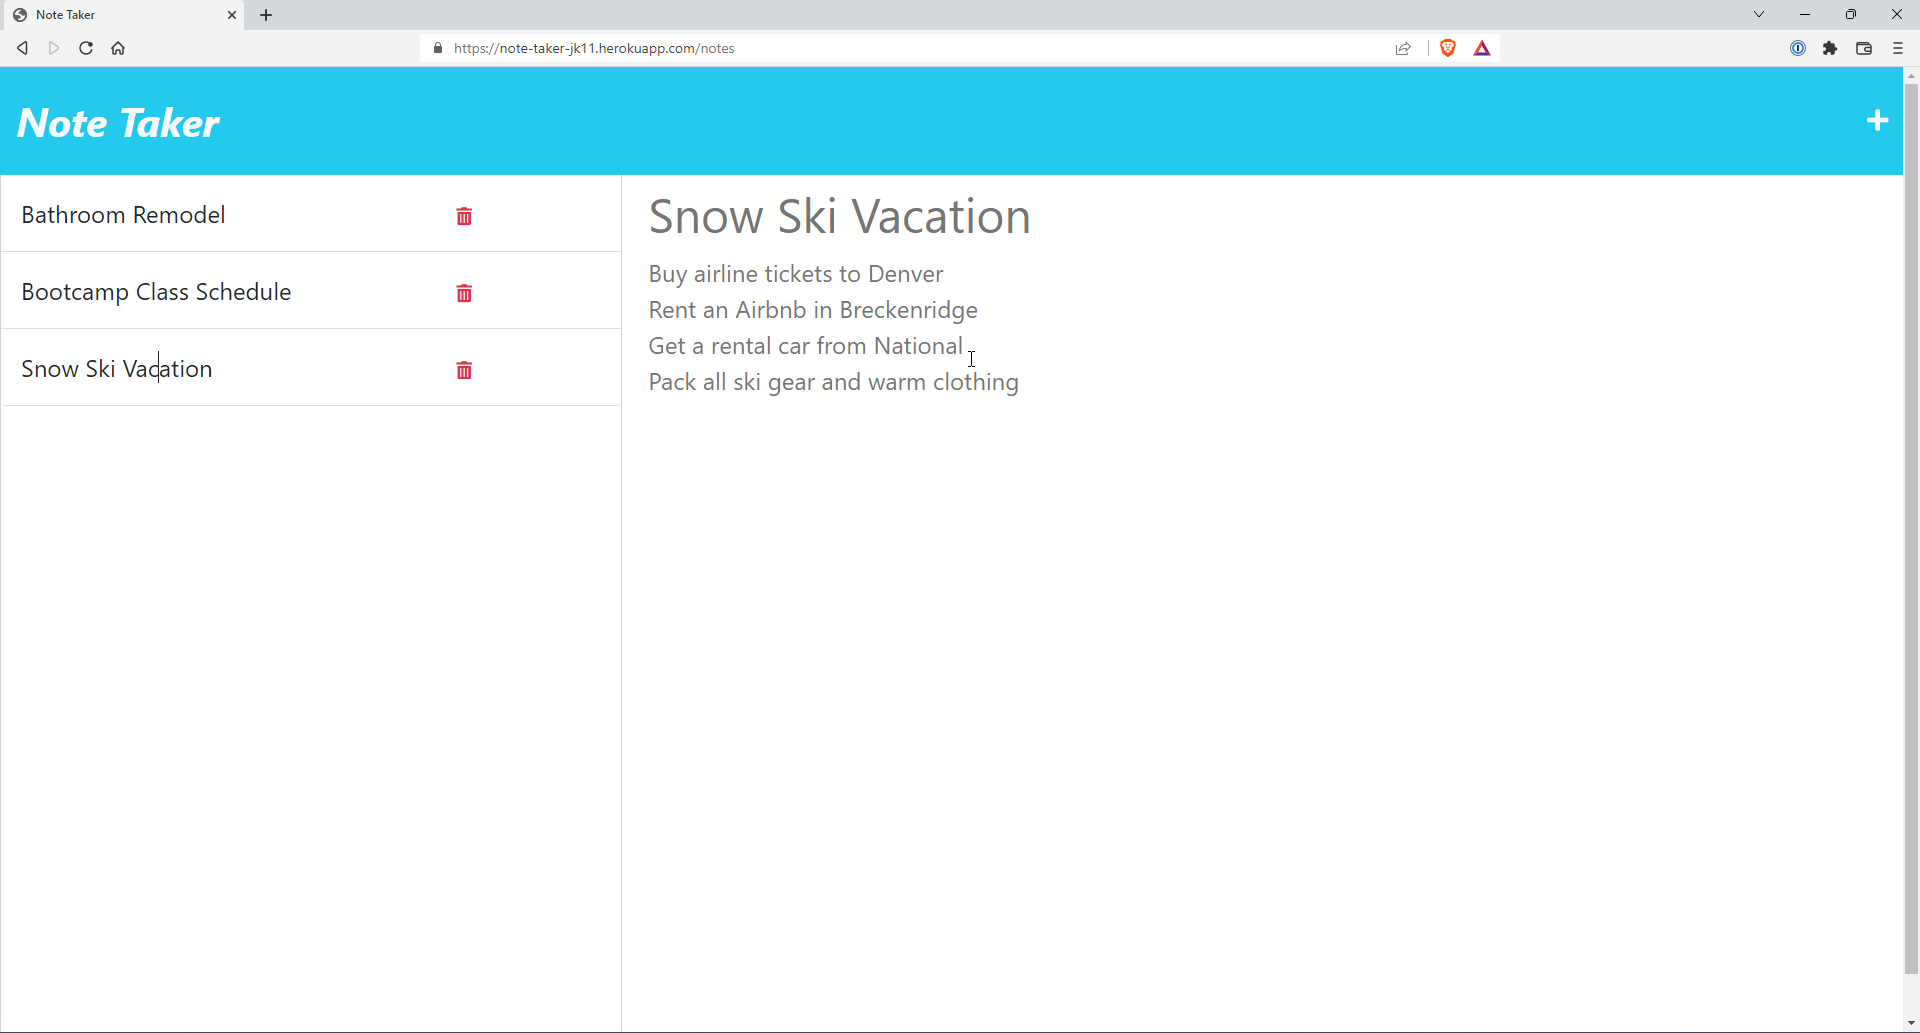 Note Taker
https://note-taker-jk11.herokuapp.com/notes
Note Taker
Bathroom Remodel
Bootcamp Class Schedule
Snow Ski Vacation
Snow Ski Vacation
Buy airline tickets to Denver
Rent an Airbnb in Breckenridge
Get a rental car from National
Pack all ski gear and warm clothing